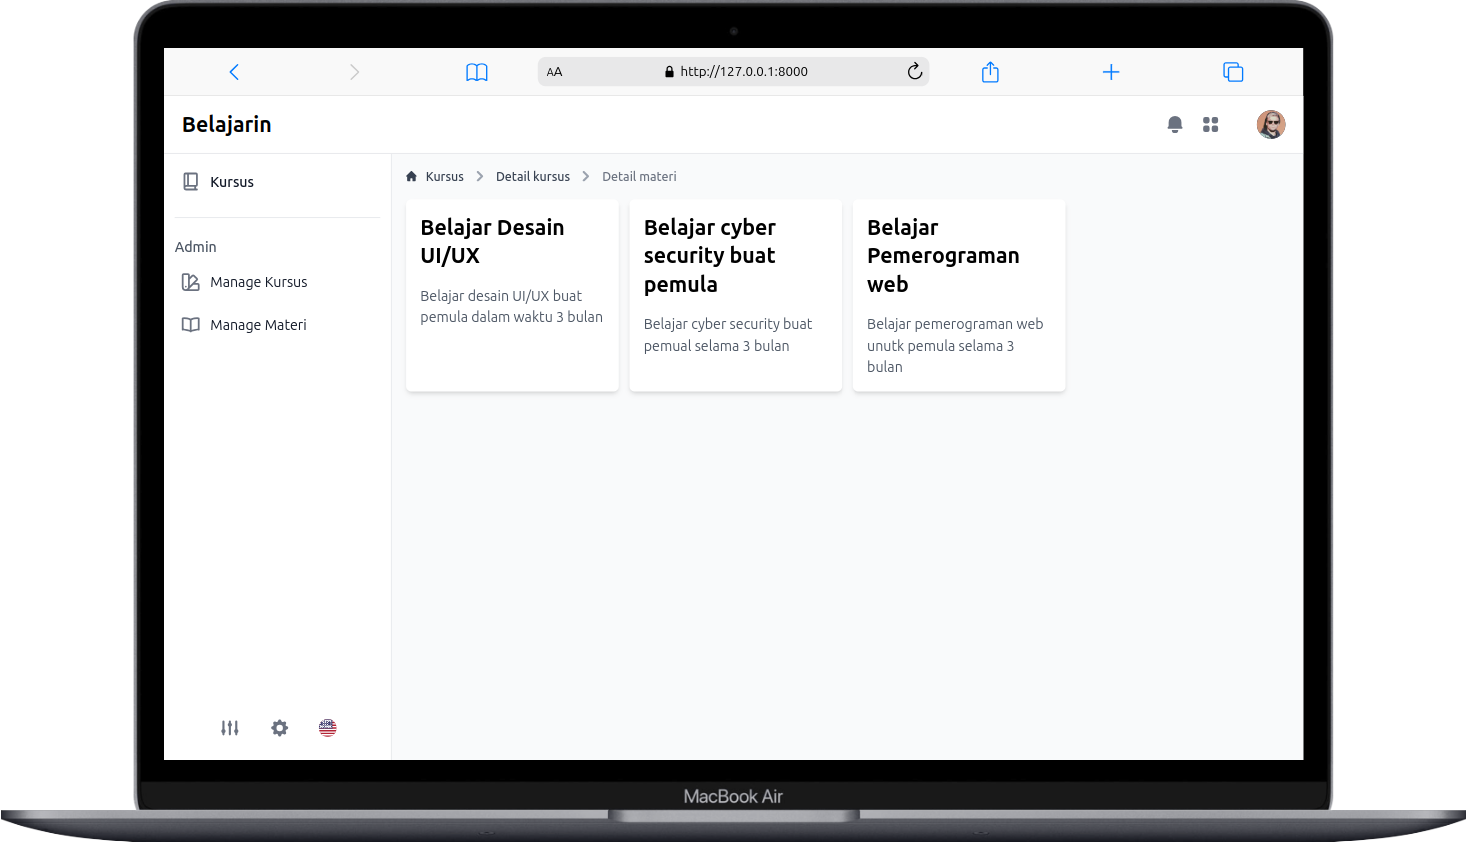 AA http://127.0.0.1:8000
Belajarin
Kursus
Admin
Manage Kursus
Manage Materi
Kursus Detail kursus Detail materi
Belajar Desain
UI/UX
Belajar desain UI/UX buat
pemula dalam waktu 3 bulan
Belajar cyber
security buat
pemula
Belajar cyber security buat
pemual selama 3 bulan
Belajar
Pemerograman
web
Belajar pemerograman web
unutk pemula selama 3
bulan
MacBook Air